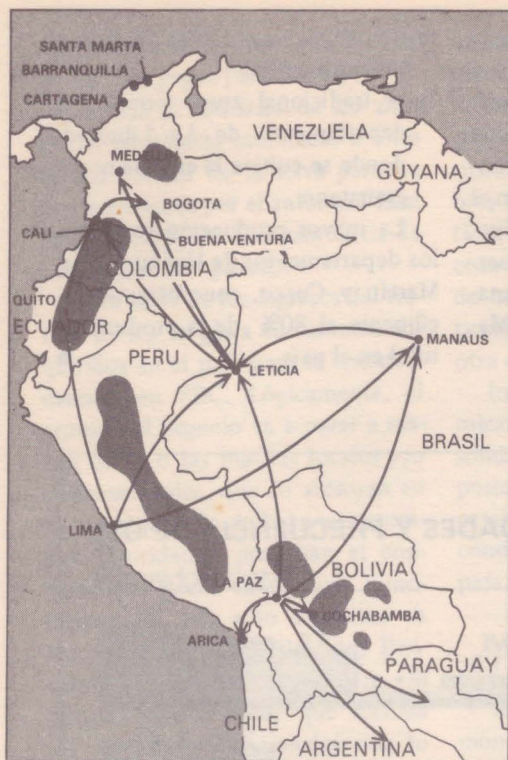 SANTA MARTA
BARRANQUILLA
CARTAGENA
VENEZUELA
GUYANA
MEDELLIN
BOGOTA
CALI
BUENAVENTURA
COLOMBIA
QUITO
ECUADOR
PERU
LETICIA
MANAUS
BRASIL
LIMA
LA PAZ
BOLIVIA
COCHABAMBA
ARICA
PARAGUAY
CHILE
ARGENTINA